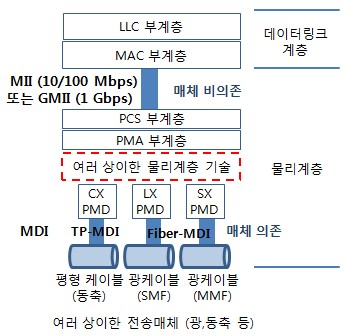 LLC 부계층
데이터링크
계층
MAC 부계층
MII (10/100 Mbps)
또는 GMII (1 Gbps)
매체 비의존
PCS 부계층
PMA 부계층
여러 상이한 물리계층 기술
물리계층
CX
PMD
LX
PMD
SX
PMD
MDI
TP-MDI
Fiber-MDI
매체 의존
평형 케이블
(동축)
광케이블
(SMF)
광케이블
(MMF)
여러 상이한 전송매체 (광,동축 등)